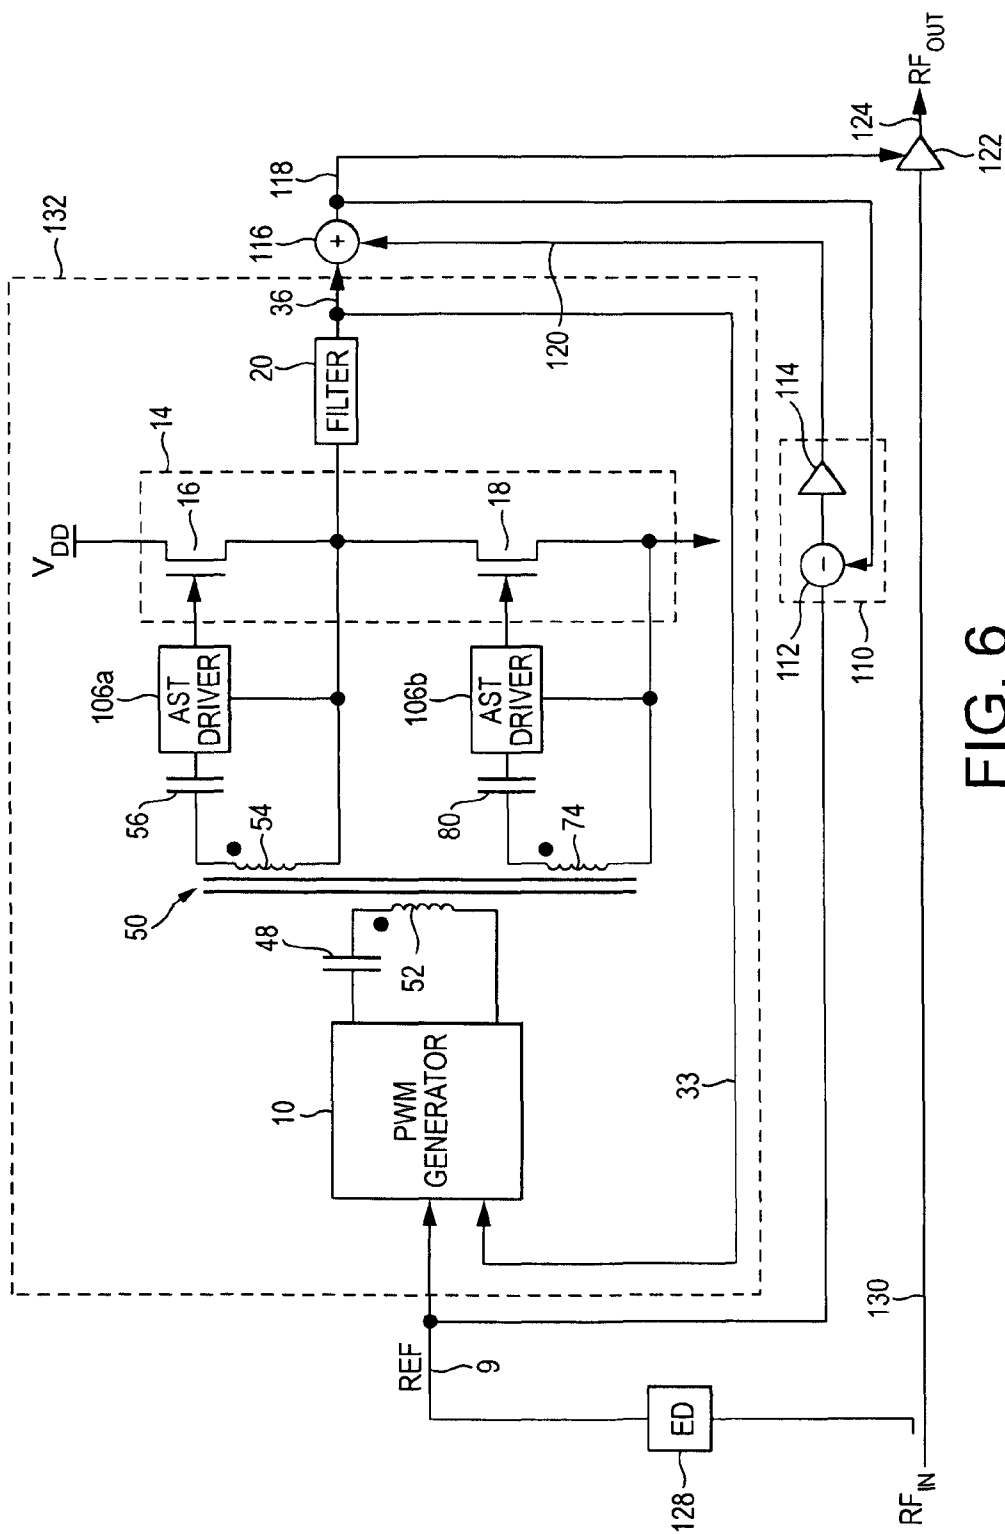 132
V_DD
14
16
106a
AST
DRIVER
56
54
50
48
52
10
PWM
GENERATOR
REF
9
20
FILTER
36
116
+
118
18
106b
AST
DRIVER
80
74
33
120
114
112
-
110
ED
128
RF_IN
130
122
124
RF_OUT
FIG. 6